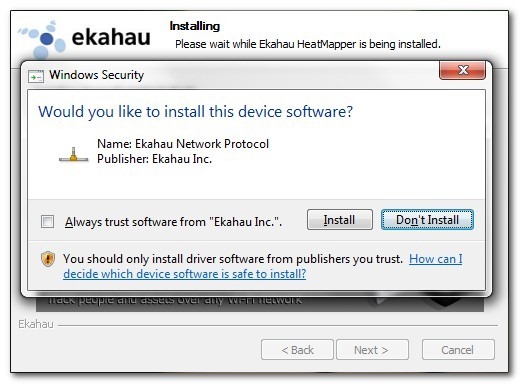 ekahau
Installing
Please wait while Ekahau HeatMapper is being installed.
Windows Security
Would you like to install this device software?
Name: Ekahau Network Protocol
Publisher: Ekahau Inc.
Always trust software from "Ekahau Inc.".
Install
Don't Install
You should only install driver software from publishers you trust. How can I
decide which device software is safe to install?
Track people and assets over any Wi-Fi network
Ekahau
< Back
Next >
Cancel